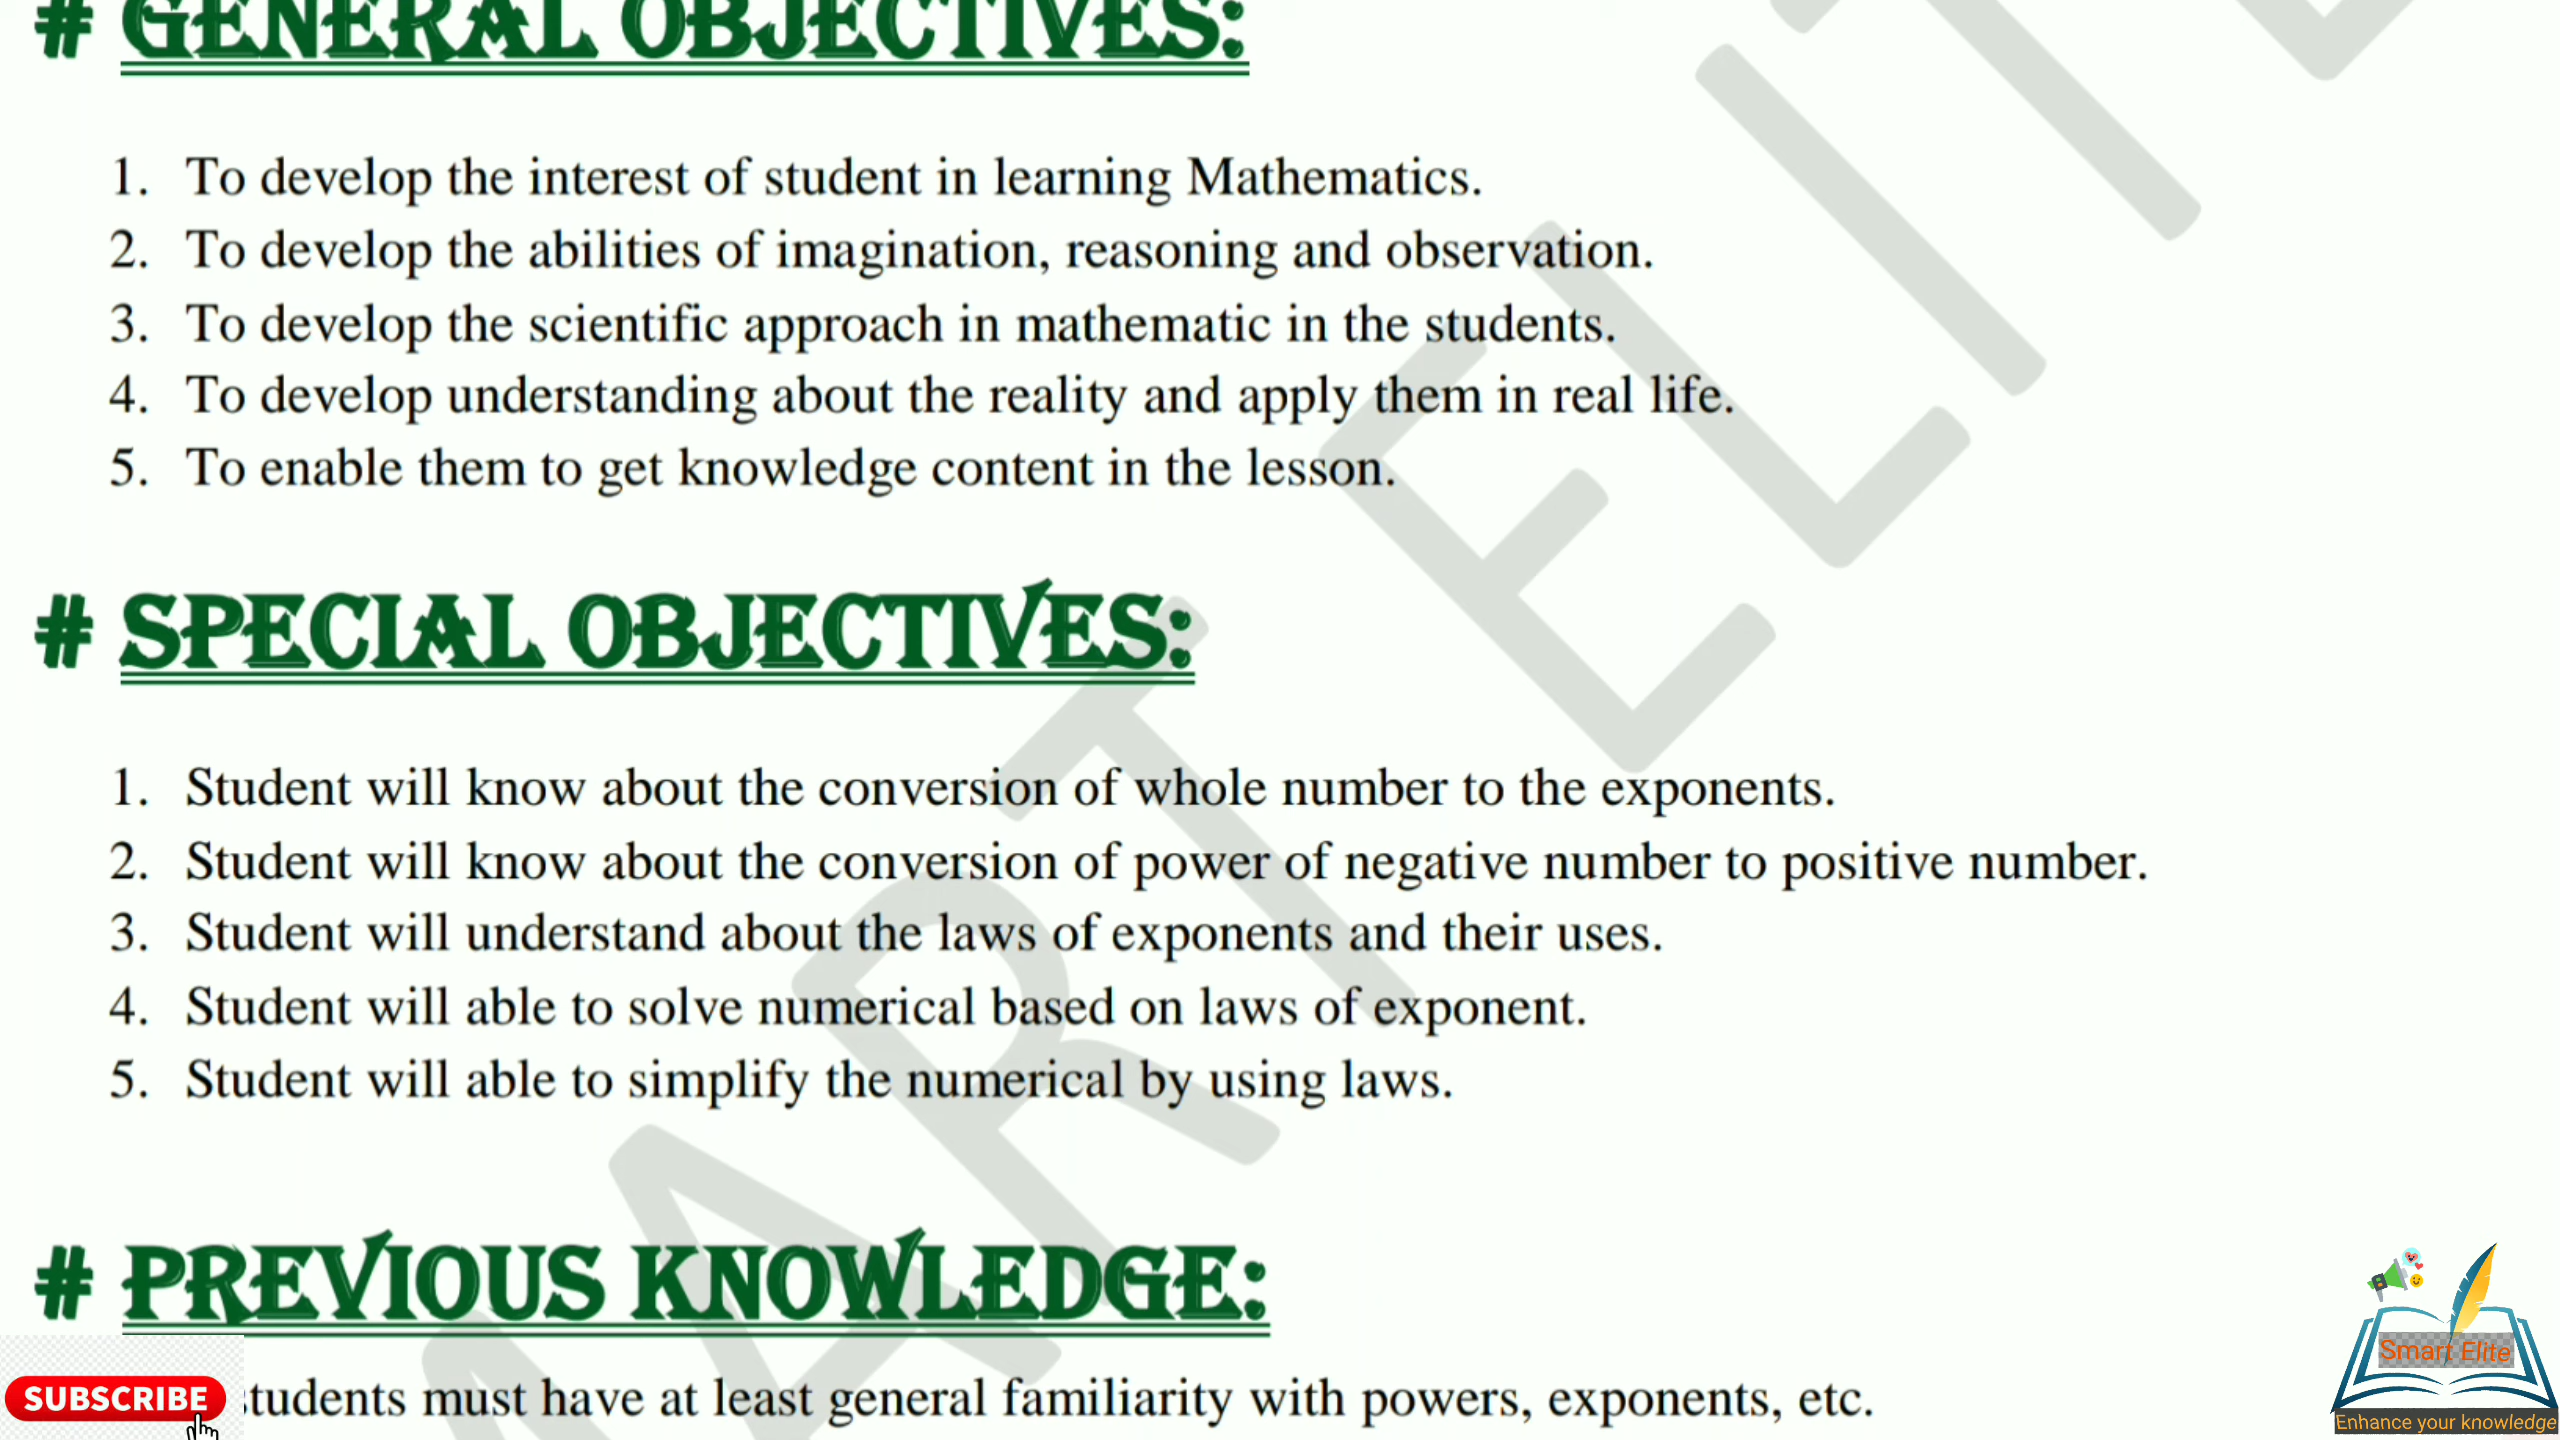 # GENERAL OBJECTIVES:
1. To develop the interest of student in learning Mathematics.
2. To develop the abilities of imagination, reasoning and observation.
3. To develop the scientific approach in mathematic in the students.
4. To develop understanding about the reality and apply them in real life.
5. To enable them to get knowledge content in the lesson.
# SPECIAL OBJECTIVES:
1. Student will know about the conversion of whole number to the exponents.
2. Student will know about the conversion of power of negative number to positive number.
3. Student will understand about the laws of exponents and their uses.
4. Student will able to solve numerical based on laws of exponent.
5. Student will able to simplify the numerical by using laws.
# PREVIOUS KNOWLEDGE:
students must have at least general familiarity with powers, exponents, etc.
SUBSCRIBE
Smart Elite
Enhance your knowledge
ART ELITE